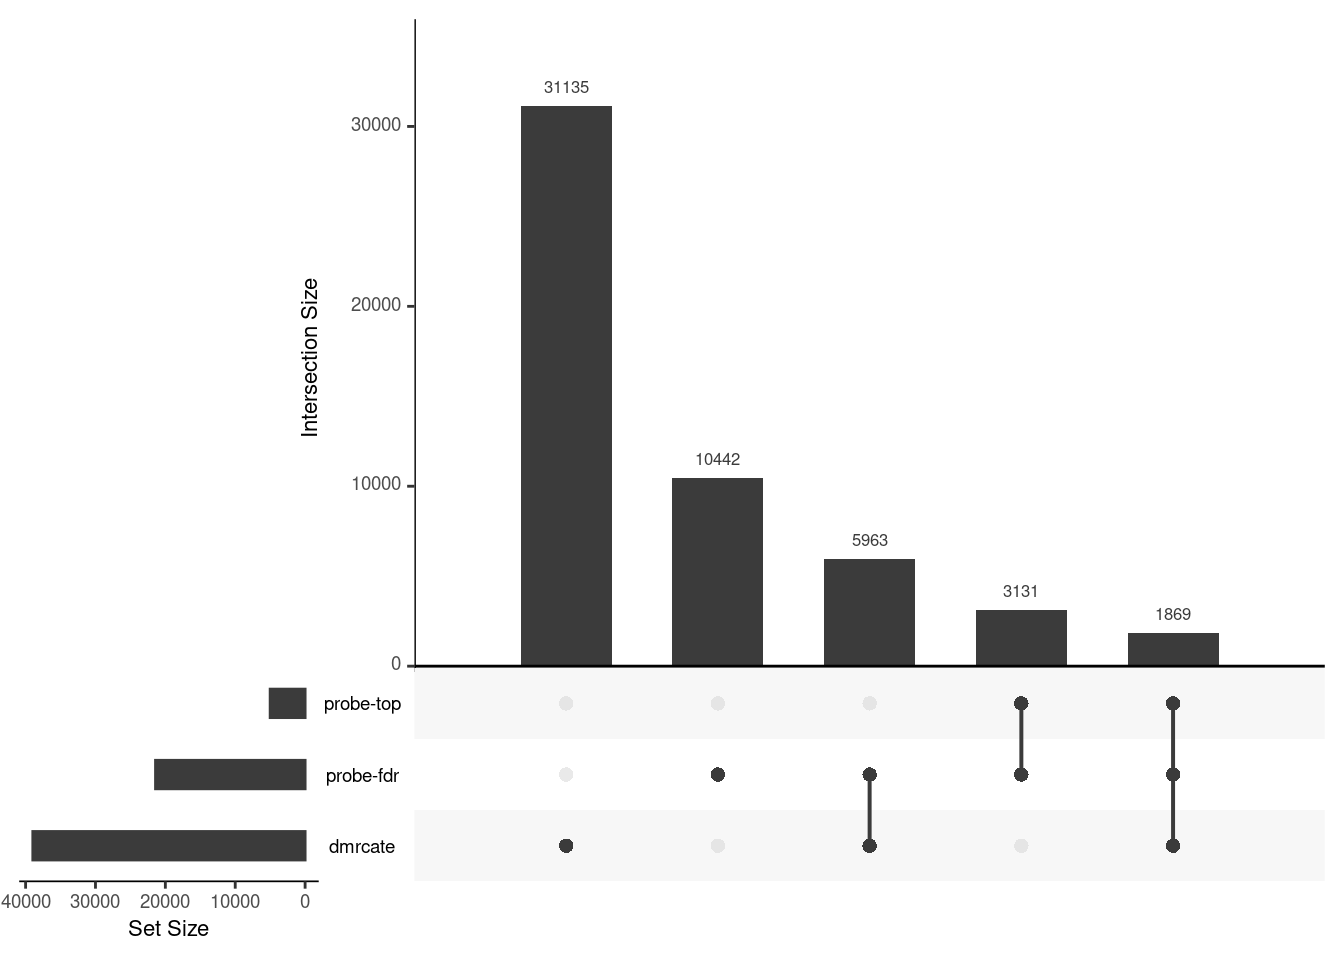 31135
30000
20000
Intersection Size
10442
10000
5963
3131
1869
0
probe-top
probe-fdr
dmrcate
40000 30000 20000 10000 0
Set Size